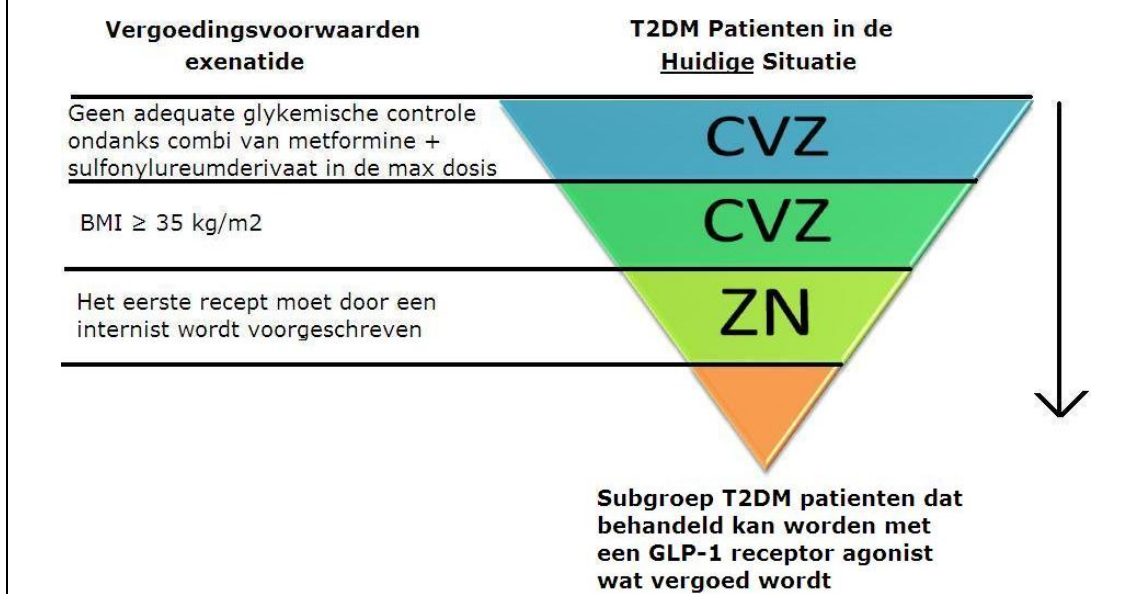 Vergoedingsvoorwaarden
exenatide
T2DM Patienten in de
Huidige Situatie
Geen adequate glykemische controle
ondanks combi van metformine +
sulfonylureumderivaat in de max dosis
CVZ
BMI ≥ 35 kg/m2
CVZ
Het eerste recept moet door een
internist wordt voorgeschreven
ZN
Subgroep T2DM patienten dat
behandeld kan worden met
een GLP-1 receptor agonist
wat vergoed wordt